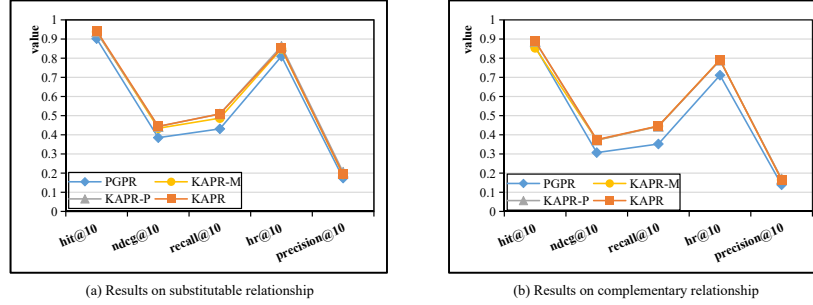 value
1
0.9
0.8
0.7
0.6
0.5
0.4
0.3
0.2
0.1
0
PGPR
KAPR-M
KAPR-P
KAPR
hit@10
ndcg@10
recall@10
hr@10
precision@10
(a) Results on substitutable relationship
value
1
0.9
0.8
0.7
0.6
0.5
0.4
0.3
0.2
0.1
0
PGPR
KAPR-M
KAPR-P
KAPR
hit@10
ndcg@10
recall@10
hr@10
precision@10
(b) Results on complementary relationship